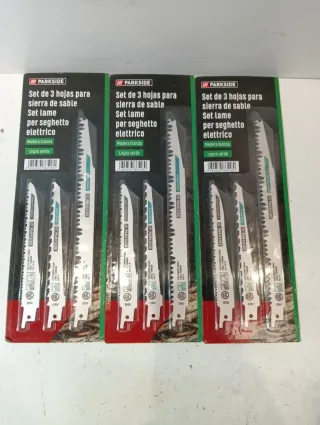 PARKSIDE
Set de 3 hojas para
sierra de sable
Set lame
per seghetto
elettrico
Madera blanda
Legno verde
PARKSIDE
Set de 3 hojas para
sierra de sable
Set lame
per seghetto
elettrico
Madera blanda
Legno verde
PARKSIDE
Set de 3 hojas para
sierra de sable
Set lame
per seghetto
elettrico
Madera blanda
Legno verde